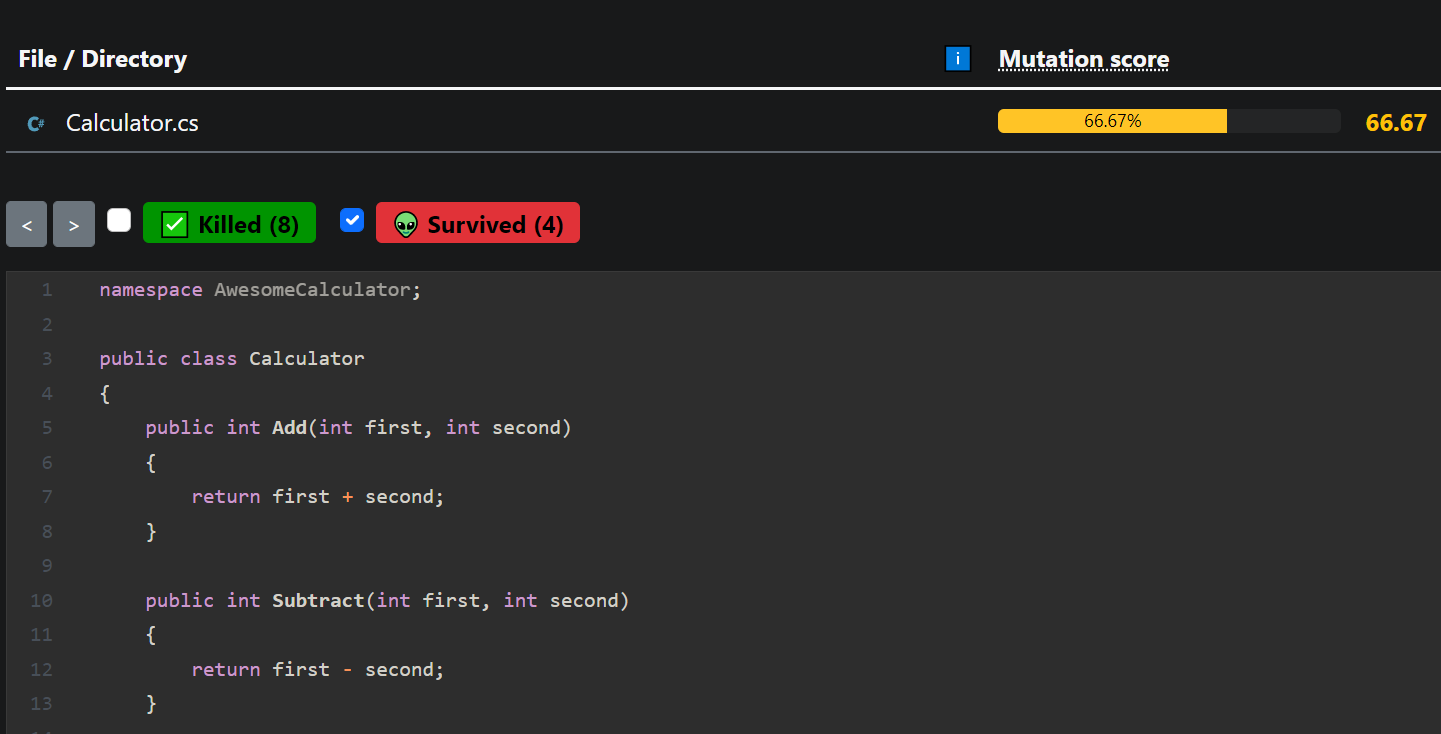 File / Directory i Mutation score
C# Calculator.cs 66.67% 66.67
< > Killed (8) Survived (4)
1 namespace AwesomeCalculator;
2
3 public class Calculator
4 {
5 public int Add(int first, int second)
6 {
7 return first + second;
8 }
9
10 public int Subtract(int first, int second)
11 {
12 return first - second;
13 }